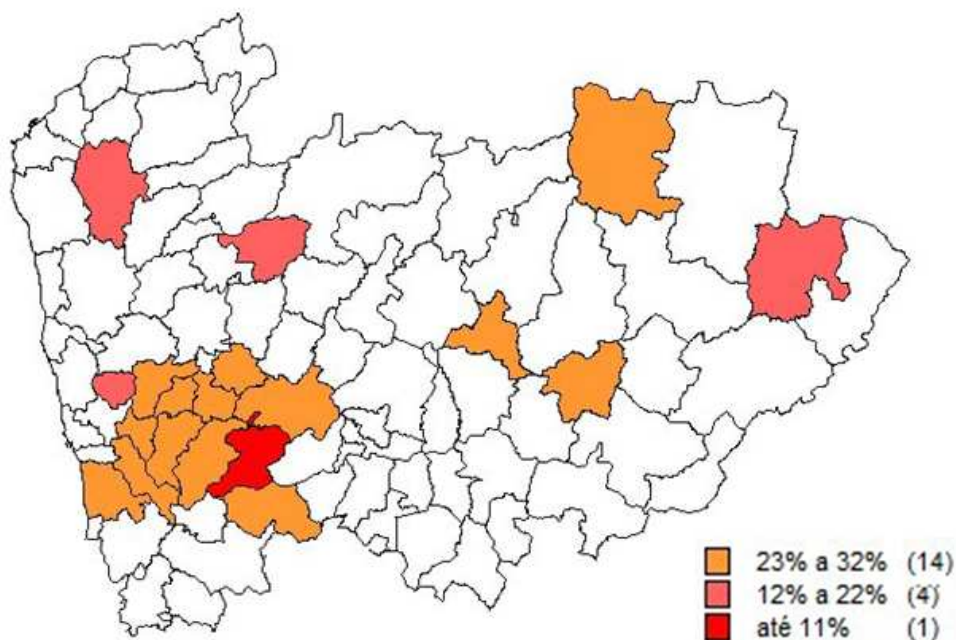 23% a 32% (14)
12% a 22% (4)
até 11% (1)